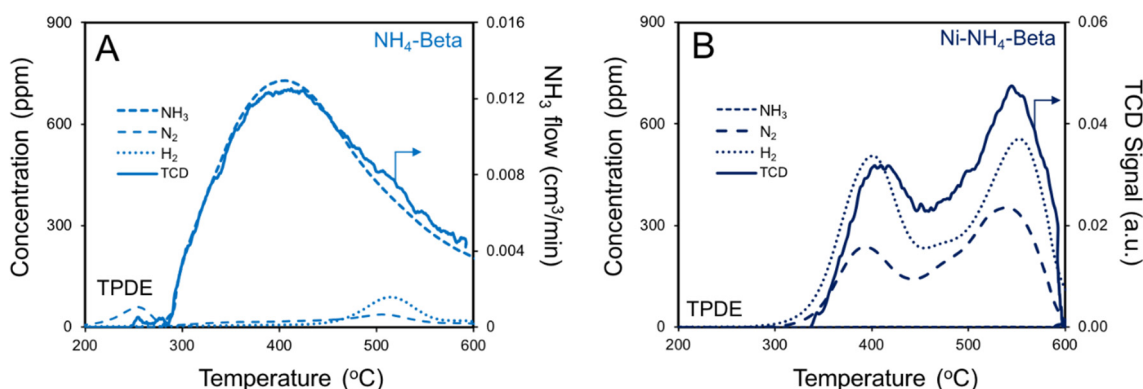 A
NH₄-Beta
900
600
300
0
Concentration (ppm)
NH₃
N₂
H₂
TCD
TPDE
0.016
0.012
0.008
0.004
0
NH₃ flow (cm³/min)
200 300 400 500 600
Temperature (°C)
B
Ni-NH₄-Beta
900
600
300
0
Concentration (ppm)
NH₃
N₂
H₂
TCD
TPDE
0.06
0.04
0.02
0.00
TCD Signal (a.u.)
200 300 400 500 600
Temperature (°C)